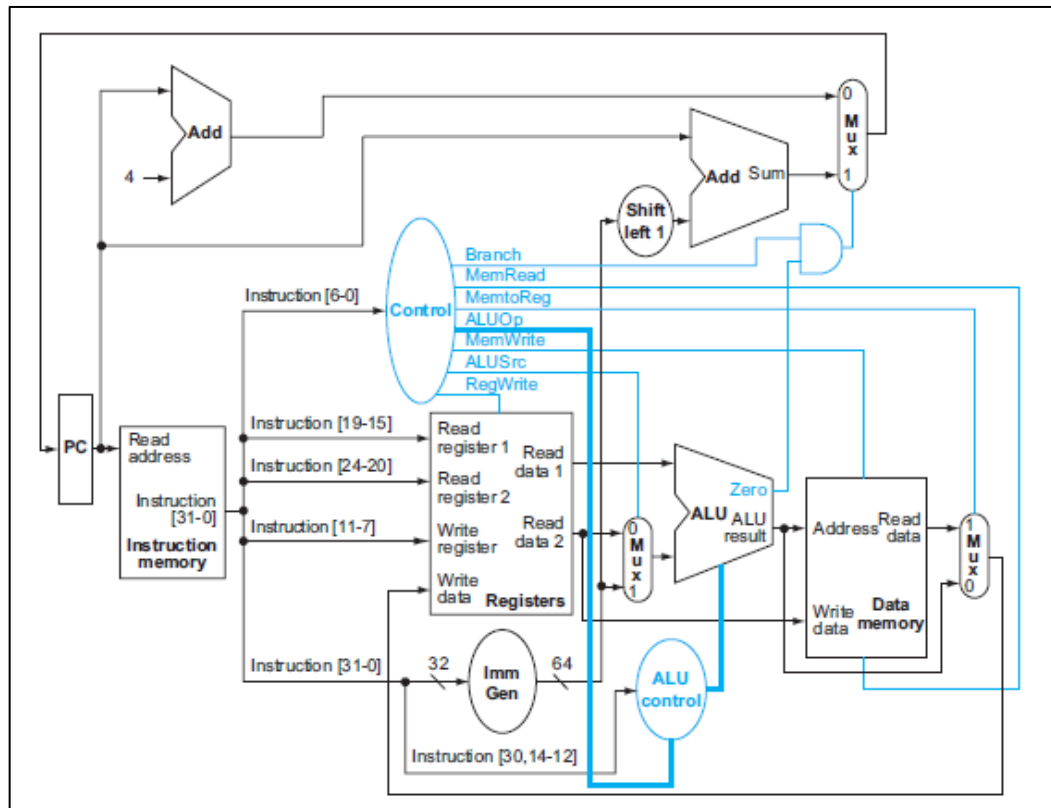 Add
4
0
Mux
1
Add Sum
Shift
left 1
Branch
MemRead
MemtoReg
ALUOp
MemWrite
ALUSrc
RegWrite
Control
Instruction [6-0]
PC
Read
address
Instruction
[31-0]
Instruction
memory
Instruction [19-15]
Instruction [24-20]
Instruction [11-7]
Instruction [31-0]
Read
register 1
Read
register 2
Write
register
Write
data
Read
data 1
Read
data 2
Registers
0
Mux
1
Zero
ALU
ALU
result
Address
Read
data
Write
data
Data
memory
1
Mux
0
32
Imm
Gen
64
ALU
control
Instruction [30,14-12]